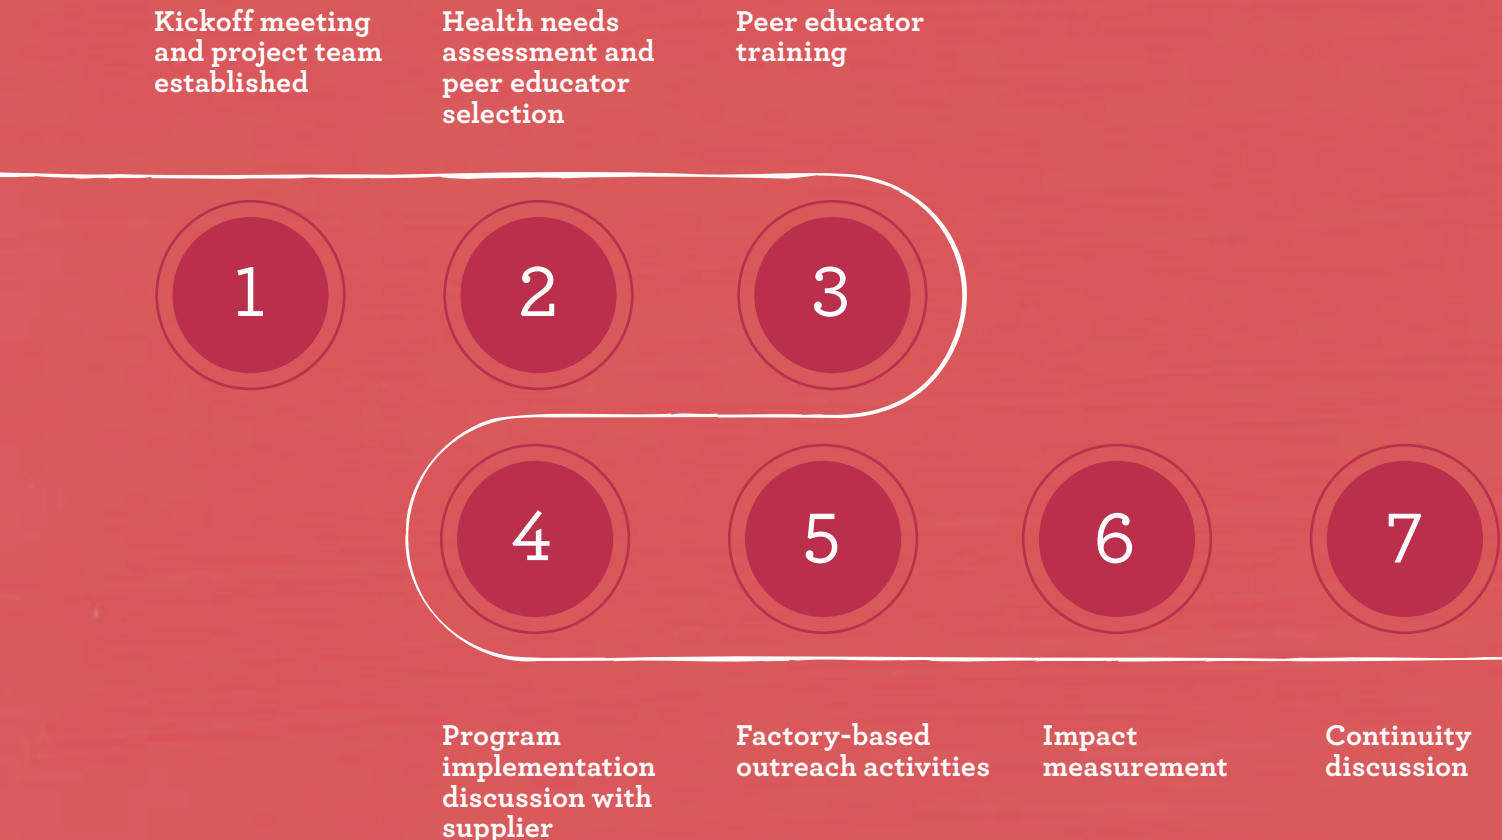 Kickoff meeting
and project team
established
Health needs
assessment and
peer educator
selection
Peer educator
training
1
2
3
4
5
6
7
Program
implementation
discussion with
supplier
Factory-based
outreach activities
Impact
measurement
Continuity
discussion